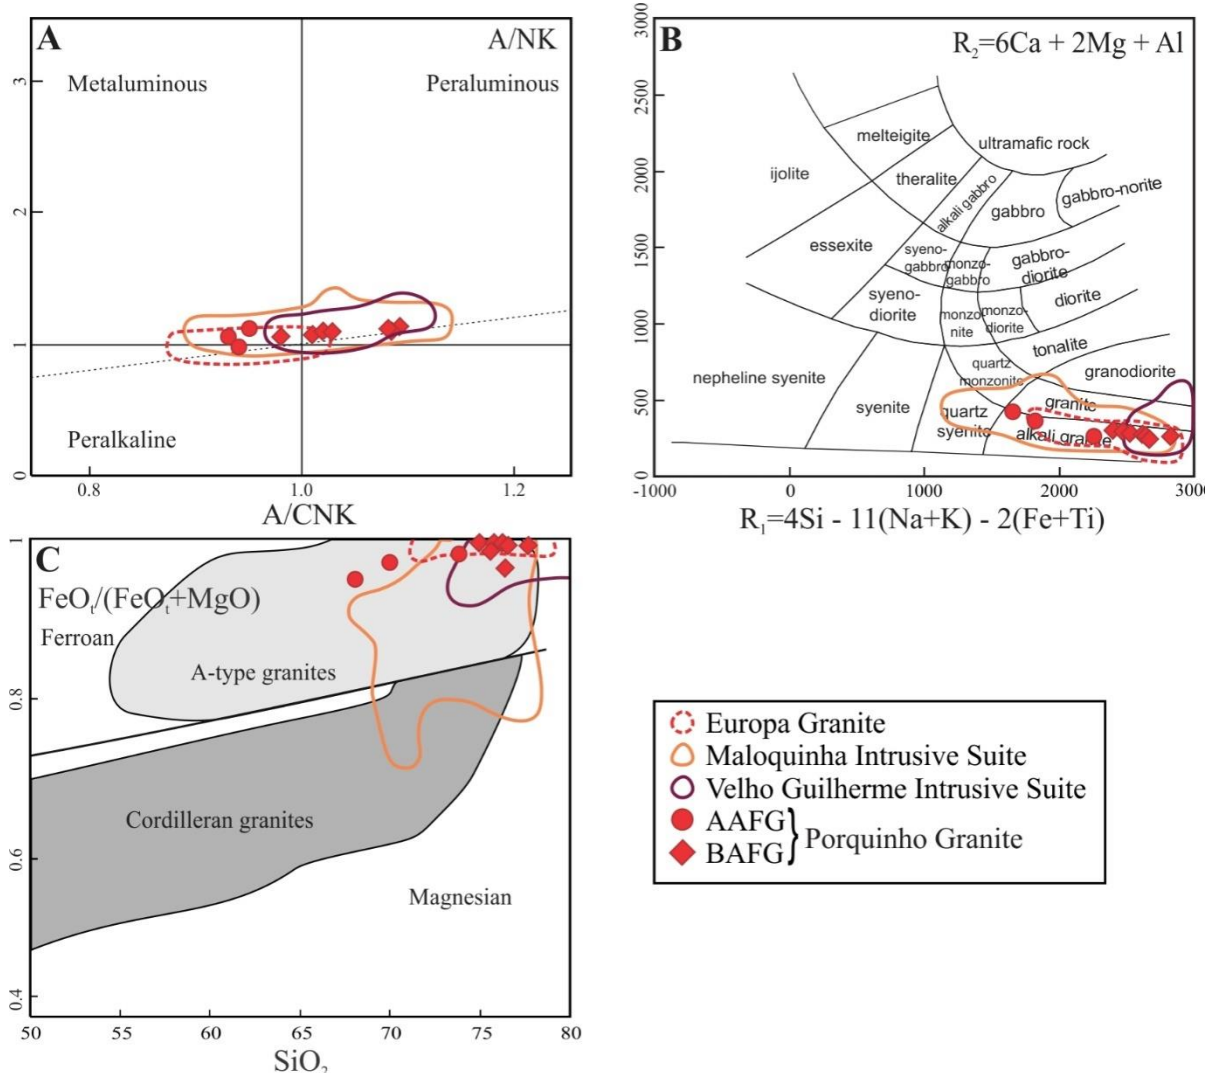 A
A/NK
Metaluminous
Peraluminous
Peralkaline
3
2
1
0
0.8
1.0
1.2
A/CNK
B
R₂=6Ca + 2Mg + Al
3000
2500
2000
1500
1000
500
0
melteigite
ultramafic rock
ijolite
theralite
alkali gabbro
gabbro
gabbro-norite
essexite
syeno-
gabbro
monzo-
gabbro
gabbro-
diorite
syeno-
diorite
monzo-
nite
monzo-
diorite
diorite
tonalite
nepheline syenite
syenite
quartz
monzonite
granodiorite
quartz
syenite
granite
alkali granite
-1000
0
1000
2000
3000
R₁=4Si - 11(Na+K) - 2(Fe+Ti)
C
FeOₜ/(FeOₜ+MgO)
Ferroan
A-type granites
Cordilleran granites
Magnesian
1
0.8
0.6
0.4
50
55
60
65
70
75
80
SiO₂
Europa Granite
Maloquinha Intrusive Suite
Velho Guilherme Intrusive Suite
AAFG
BAFG
} Porquinho Granite